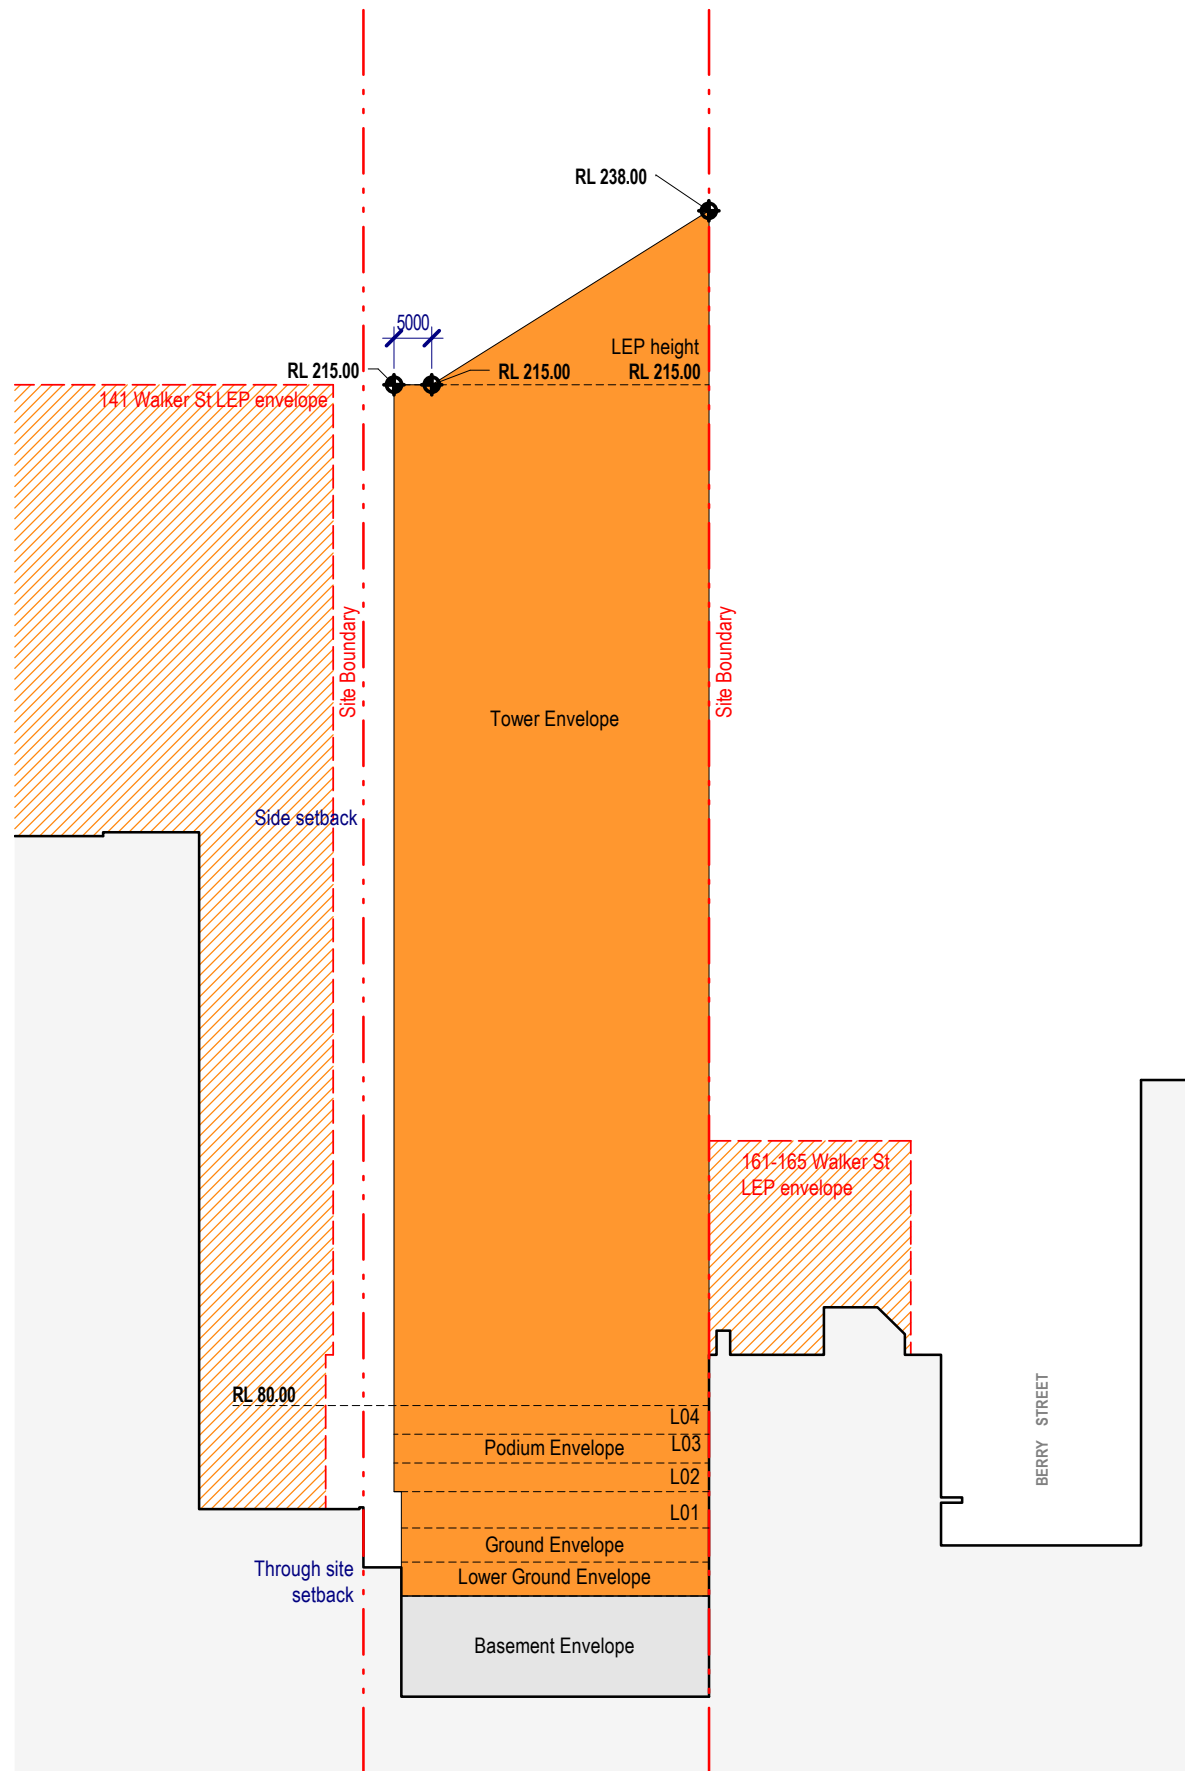 RL 238.00
5000
LEP height
RL 215.00
RL 215.00
RL 215.00
141 Walker St LEP envelope
Site Boundary
Site Boundary
Tower Envelope
Side setback
161-165 Walker St
LEP envelope
RL 80.00
L04
Podium Envelope
L03
L02
L01
BERRY STREET
Ground Envelope
Through site
setback
Lower Ground Envelope
Basement Envelope